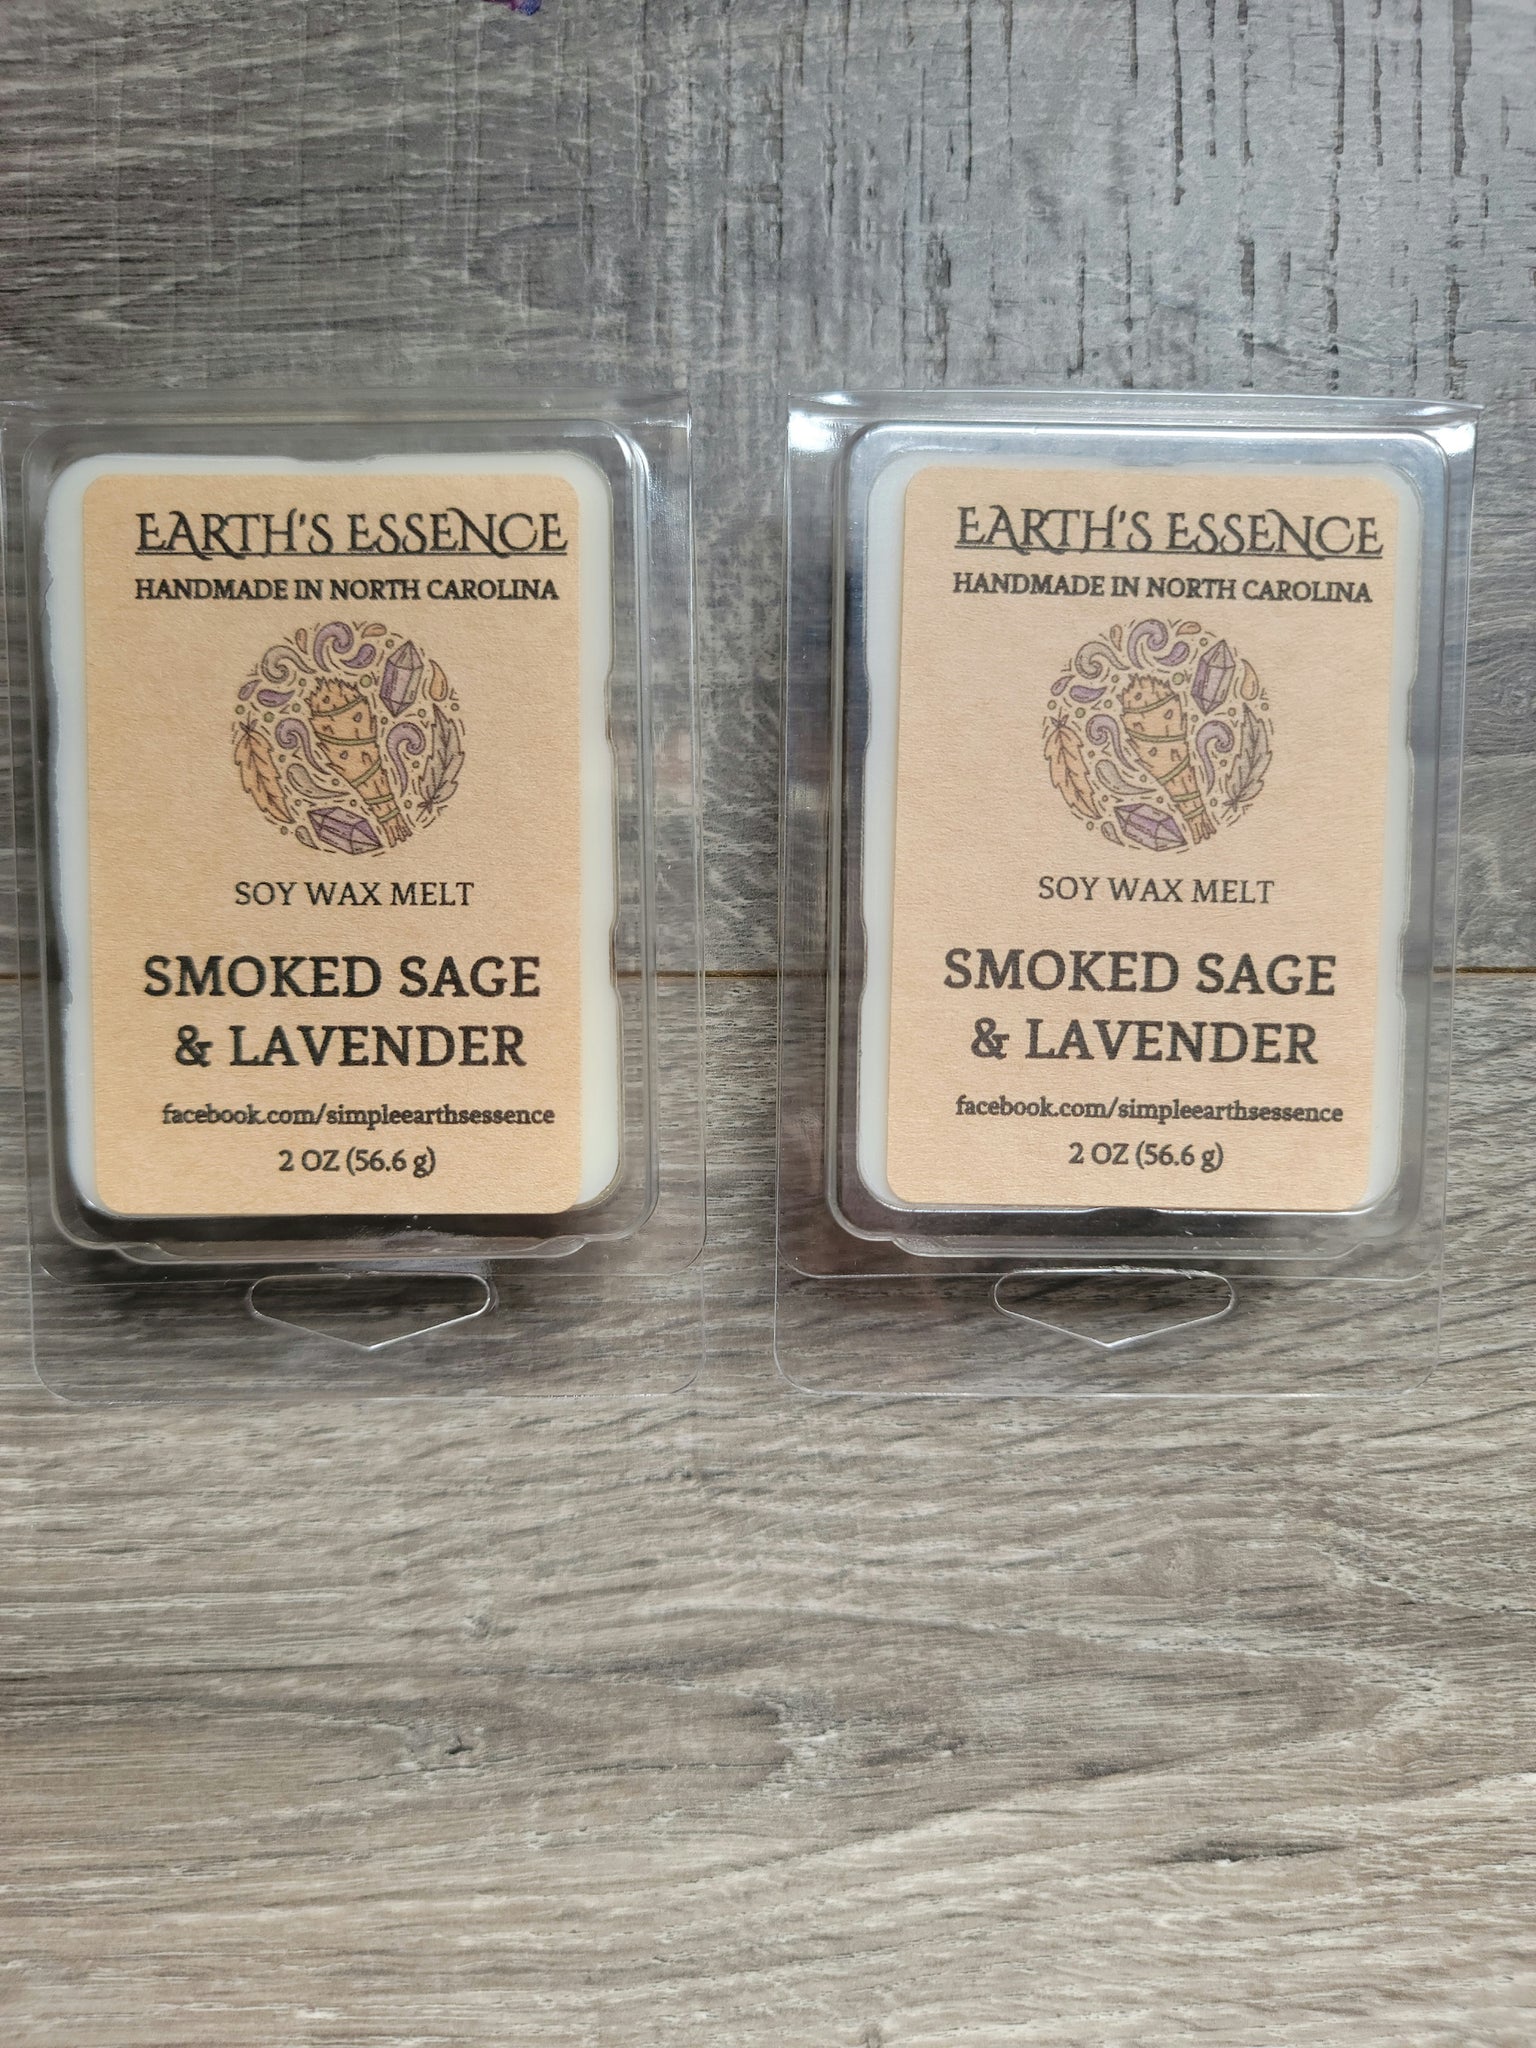 EARTH'S ESSENCE
HANDMADE IN NORTH CAROLINA
SOY WAX MELT
SMOKED SAGE
& LAVENDER
facebook.com/simpleearthsessence
2 OZ (56.6 g)
EARTH'S ESSENCE
HANDMADE IN NORTH CAROLINA
SOY WAX MELT
SMOKED SAGE
& LAVENDER
facebook.com/simpleearthsessence
2 OZ (56.6 g)